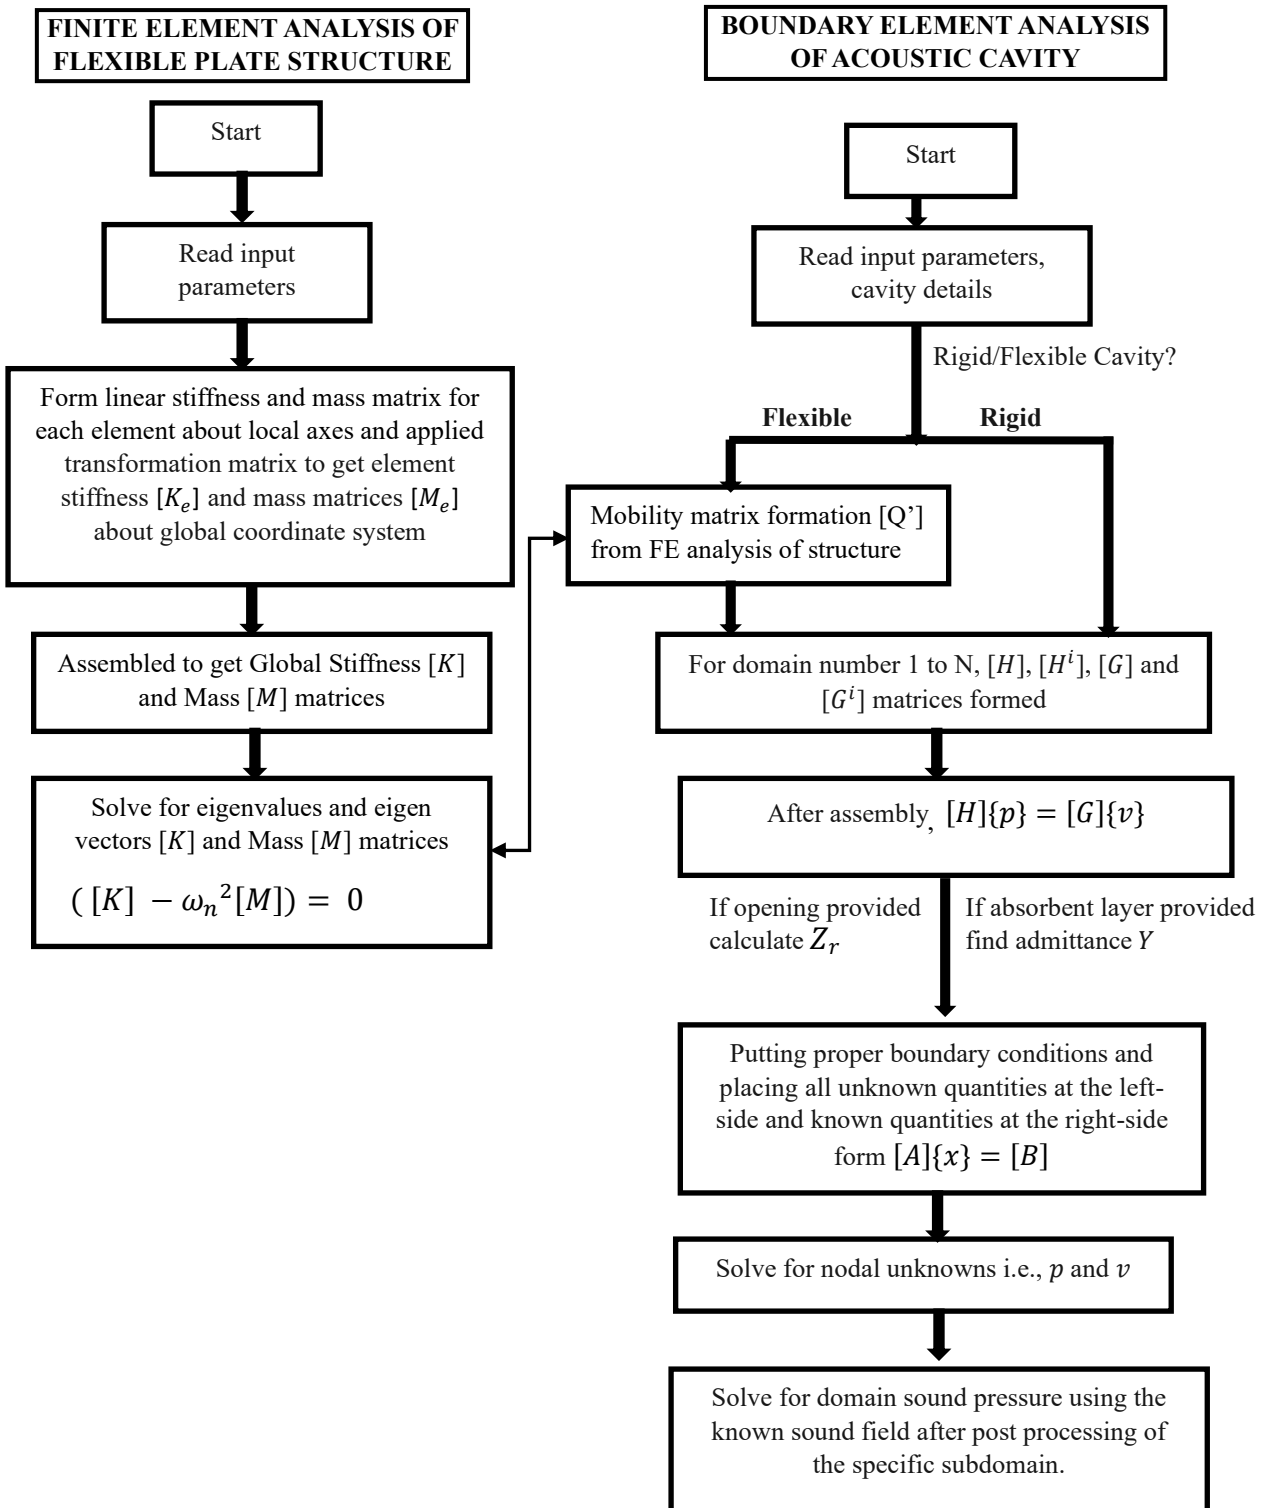 FINITE ELEMENT ANALYSIS OF
FLEXIBLE PLATE STRUCTURE
Start
Read input
parameters
Form linear stiffness and mass matrix for
each element about local axes and applied
transformation matrix to get element
stiffness [𝐾ₑ] and mass matrices [𝑀ₑ]
about global coordinate system
Assembled to get Global Stiffness [𝐾]
and Mass [𝑀] matrices
Solve for eigenvalues and eigen
vectors [𝐾] and Mass [𝑀] matrices
( [𝐾] − 𝜔ₙ²[𝑀]) = 0
BOUNDARY ELEMENT ANALYSIS
OF ACOUSTIC CAVITY
Start
Read input parameters,
cavity details
Rigid/Flexible Cavity?
Flexible
Rigid
Mobility matrix formation [Q’]
from FE analysis of structure
For domain number 1 to N, [𝐻], [𝐻ⁱ], [𝐺] and
[𝐺ⁱ] matrices formed
After assembly, [𝐻]{𝑝} = [𝐺]{𝑣}
If opening provided
calculate 𝑍ᵣ
If absorbent layer provided
find admittance 𝑌
Putting proper boundary conditions and
placing all unknown quantities at the left-
side and known quantities at the right-side
form [𝐴]{𝑥} = [𝐵]
Solve for nodal unknowns i.e., 𝑝 and 𝑣
Solve for domain sound pressure using the
known sound field after post processing of
the specific subdomain.